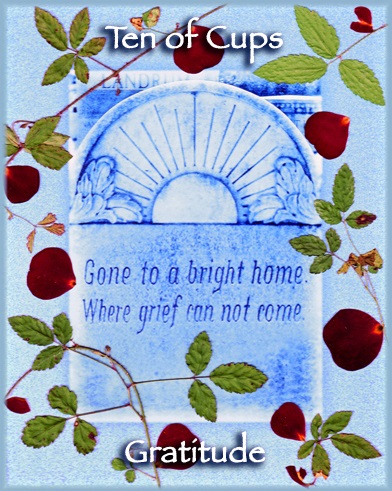 Ten of Cups
Gone to a bright home.
Where grief can not come.
Gratitude